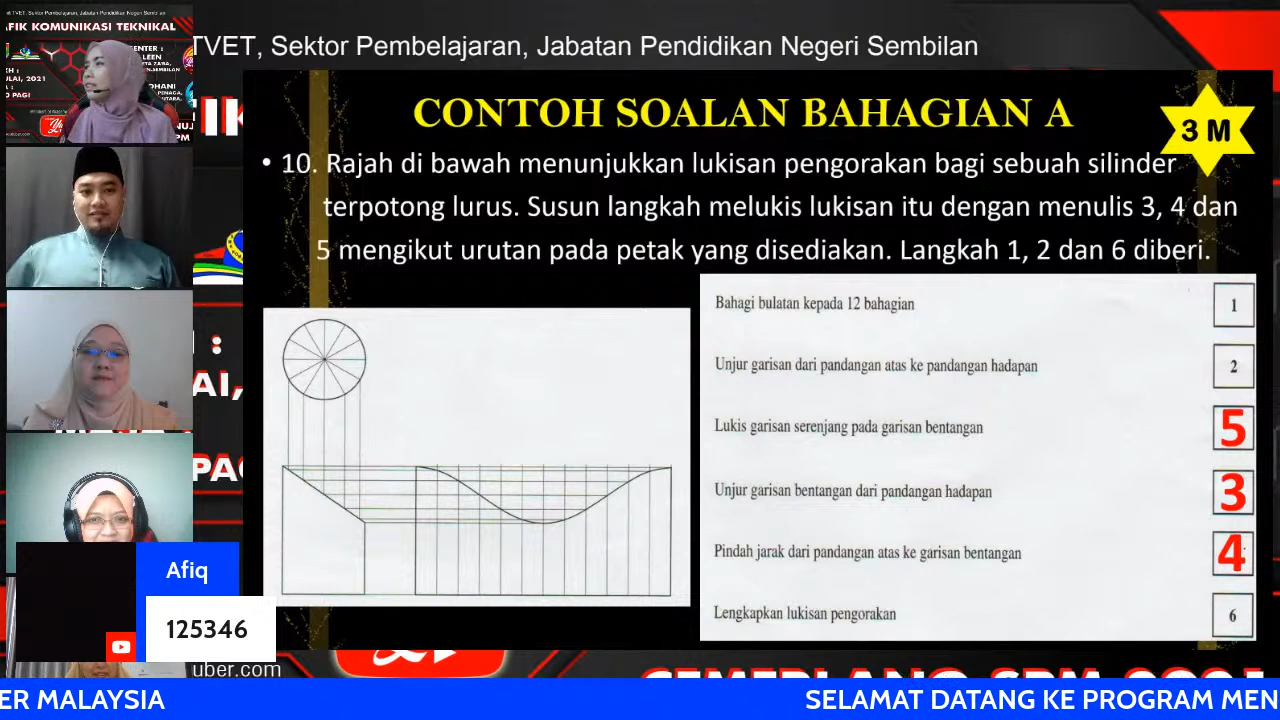 TVET, Sektor Pembelajaran, Jabatan Pendidikan Negeri Sembilan
AFIK KOMUNIKASI TEKNIKAL
CONTOH SOALAN BAHAGIAN A
3 M
• 10. Rajah di bawah menunjukkan lukisan pengorakan bagi sebuah silinder
terpotong lurus. Susun langkah melukis lukisan itu dengan menulis 3, 4 dan
5 mengikut urutan pada petak yang disediakan. Langkah 1, 2 dan 6 diberi.
Bahagi bulatan kepada 12 bahagian 1
Unjur garisan dari pandangan atas ke pandangan hadapan 2
Lukis garisan serenjang pada garisan bentangan 5
Unjur garisan bentangan dari pandangan hadapan 3
Pindah jarak dari pandangan atas ke garisan bentangan 4
Lengkapkan lukisan pengorakan 6
Afiq
125346
uber.com
ER MALAYSIA
SELAMAT DATANG KE PROGRAM MEN